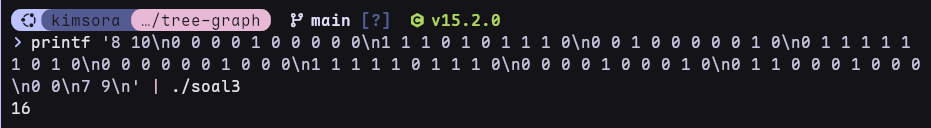 kimsora …/tree-graph main [?] v15.2.0
> printf '8 10\n0 0 0 0 1 0 0 0 0 0\n1 1 1 0 1 0 1 1 1 0\n0 0 1 0 0 0 0 0 1 0\n0 1 1 1 1 1
1 0 1 0\n0 0 0 0 0 0 1 0 0 0\n1 1 1 1 1 0 1 1 1 0\n0 0 0 0 1 0 0 0 1 0\n0 1 1 0 0 0 1 0 0 0
\n0 0\n7 9\n' | ./soal3
16